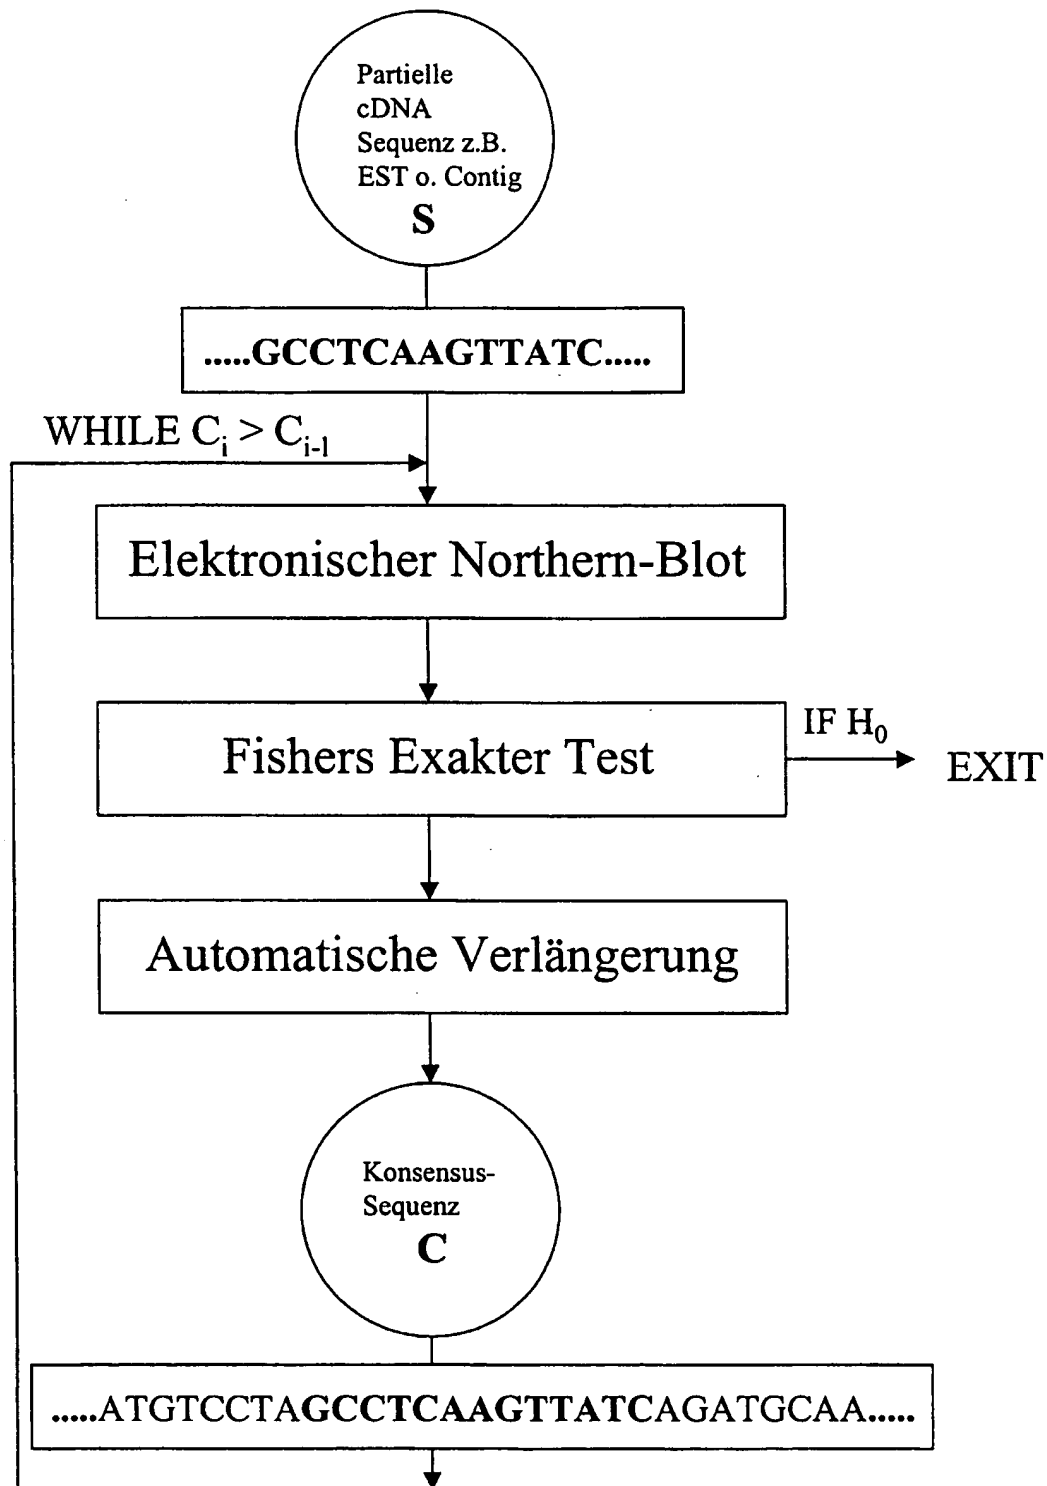 Partielle
cDNA
Sequenz z.B.
EST o. Contig
S
.....GCCTCAAGTTATC.....
WHILE Ci > Ci-1
Elektronischer Northern-Blot
Fishers Exakter Test
IF H0
EXIT
Automatische Verlängerung
Konsensus-
Sequenz
C
.....ATGTCCTAGCCTCAAGTTATCAGATGCAA.....